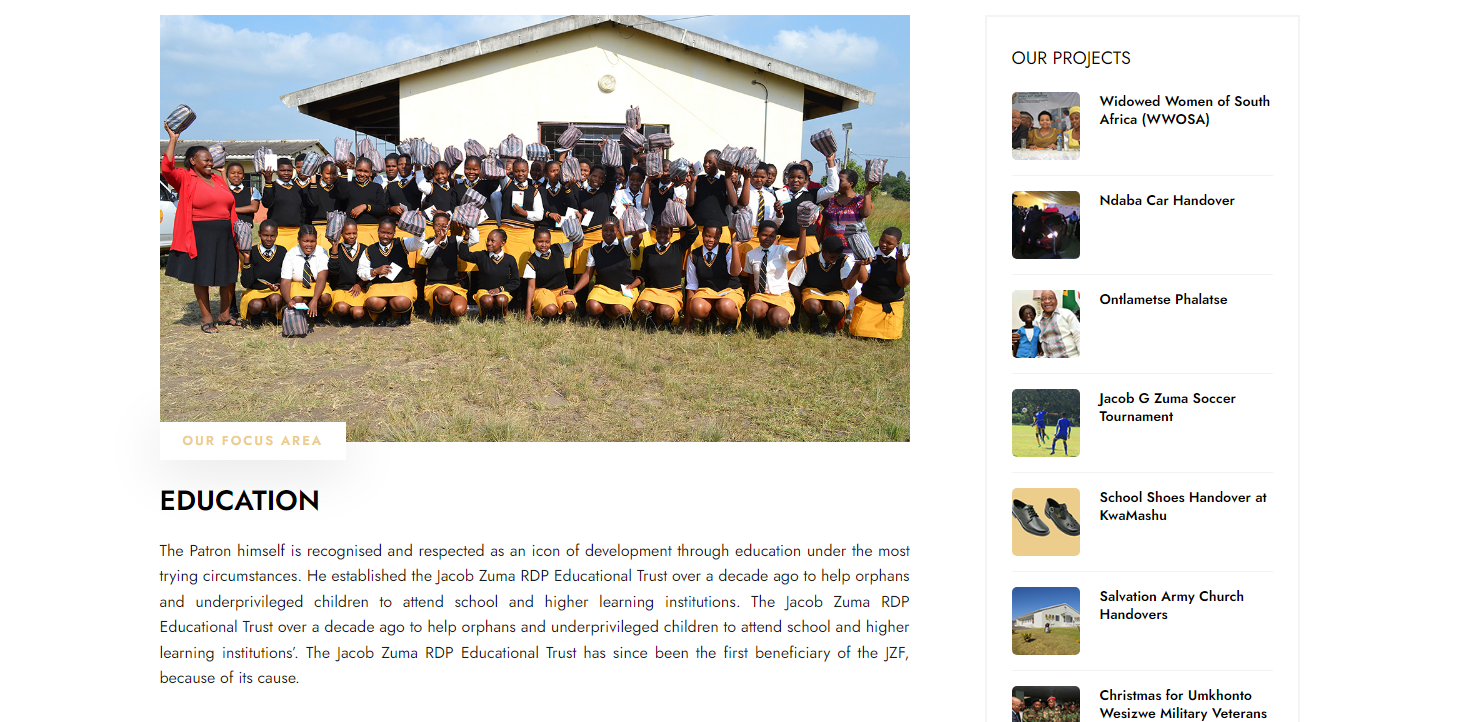 OUR FOCUS AREA
EDUCATION
The Patron himself is recognised and respected as an icon of development through education under the most
trying circumstances. He established the Jacob Zuma RDP Educational Trust over a decade ago to help orphans
and underprivileged children to attend school and higher learning institutions. The Jacob Zuma RDP
Educational Trust over a decade ago to help orphans and underprivileged children to attend school and higher
learning institutions’. The Jacob Zuma RDP Educational Trust has since been the first beneficiary of the JZF,
because of its cause.
OUR PROJECTS
Widowed Women of South
Africa (WWOSA)
Ndaba Car Handover
Ontlametse Phalatse
Jacob G Zuma Soccer
Tournament
School Shoes Handover at
KwaMashu
Salvation Army Church
Handovers
Christmas for Umkhonto
Wesizwe Military Veterans